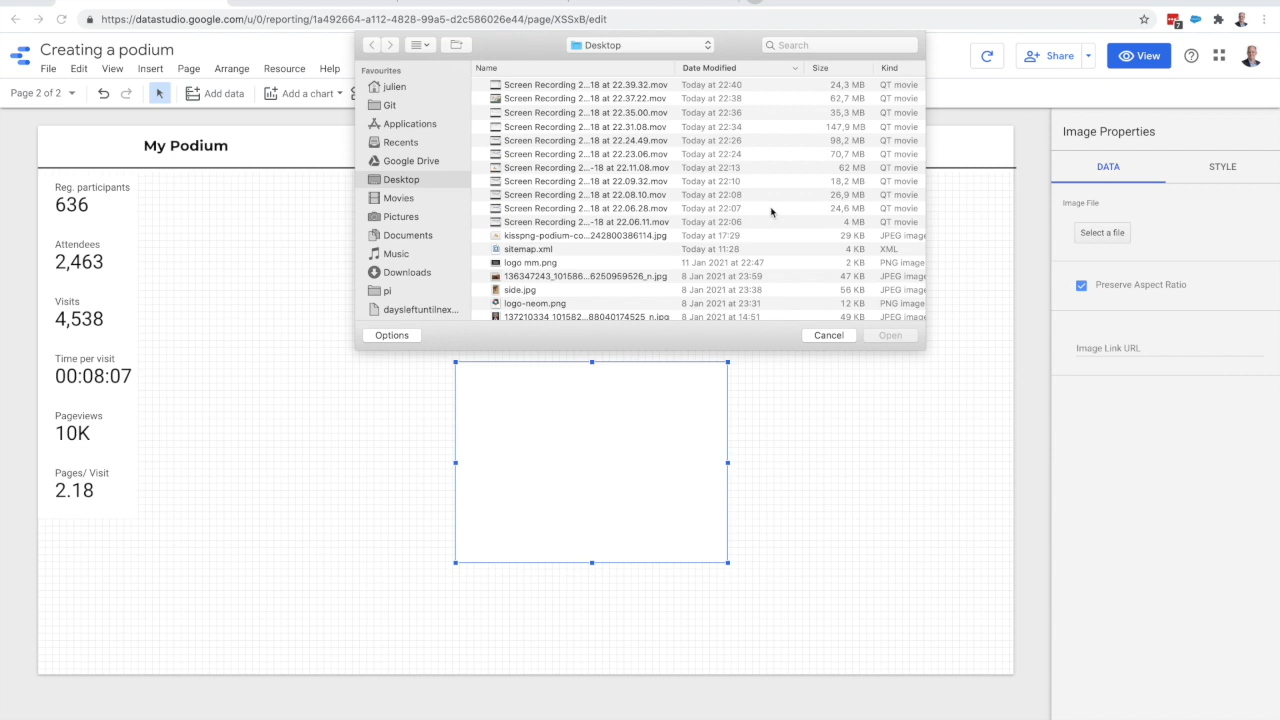 https://datastudio.google.com/u/0/reporting/1a492664-a112-4828-99a5-d2c586026e44/page/XSSxB/edit
7
Creating a podium
File Edit View Insert Page Arrange Resource Help
Share
View
Page 2 of 2
Add data
Add a chart
Desktop
Search
Favourites
julien
Git
Applications
Recents
Google Drive
Desktop
Movies
Pictures
Documents
Music
Downloads
pi
daysleftuntilnex...
Name Date Modified Size Kind
Screen Recording 2...18 at 22.39.32.mov Today at 22:40 24,3 MB QT movie
Screen Recording 2...18 at 22.37.22.mov Today at 22:38 62,7 MB QT movie
Screen Recording 2...18 at 22.35.00.mov Today at 22:36 35,3 MB QT movie
Screen Recording 2...18 at 22.31.08.mov Today at 22:34 147,9 MB QT movie
Screen Recording 2...18 at 22.24.49.mov Today at 22:26 98,2 MB QT movie
Screen Recording 2...18 at 22.23.06.mov Today at 22:24 70,7 MB QT movie
Screen Recording 2...-18 at 22.11.08.mov Today at 22:13 62 MB QT movie
Screen Recording 2...18 at 22.09.32.mov Today at 22:10 18,2 MB QT movie
Screen Recording 2...18 at 22.08.10.mov Today at 22:08 26,9 MB QT movie
Screen Recording 2...18 at 22.06.28.mov Today at 22:07 24,6 MB QT movie
Screen Recording 2...-18 at 22.06.11.mov Today at 22:06 4 MB QT movie
kisspng-podium-co...242800386114.jpg Today at 17:29 29 KB JPEG image
sitemap.xml Today at 11:28 4 KB XML
logo mm.png 11 Jan 2021 at 22:47 2 KB PNG image
136347243_101586...6250959526_n.jpg 8 Jan 2021 at 23:59 47 KB JPEG image
side.jpg 8 Jan 2021 at 23:38 56 KB JPEG image
logo-neom.png 8 Jan 2021 at 23:31 12 KB PNG image
137210334_101582...88040174525_n.jpg 8 Jan 2021 at 14:51 49 KB JPEG image
Options
Cancel
Open
My Podium
Reg. participants
636
Attendees
2,463
Visits
4,538
Time per visit
00:08:07
Pageviews
10K
Pages/ Visit
2.18
Image Properties
DATA
STYLE
Image File
Select a file
Preserve Aspect Ratio
Image Link URL